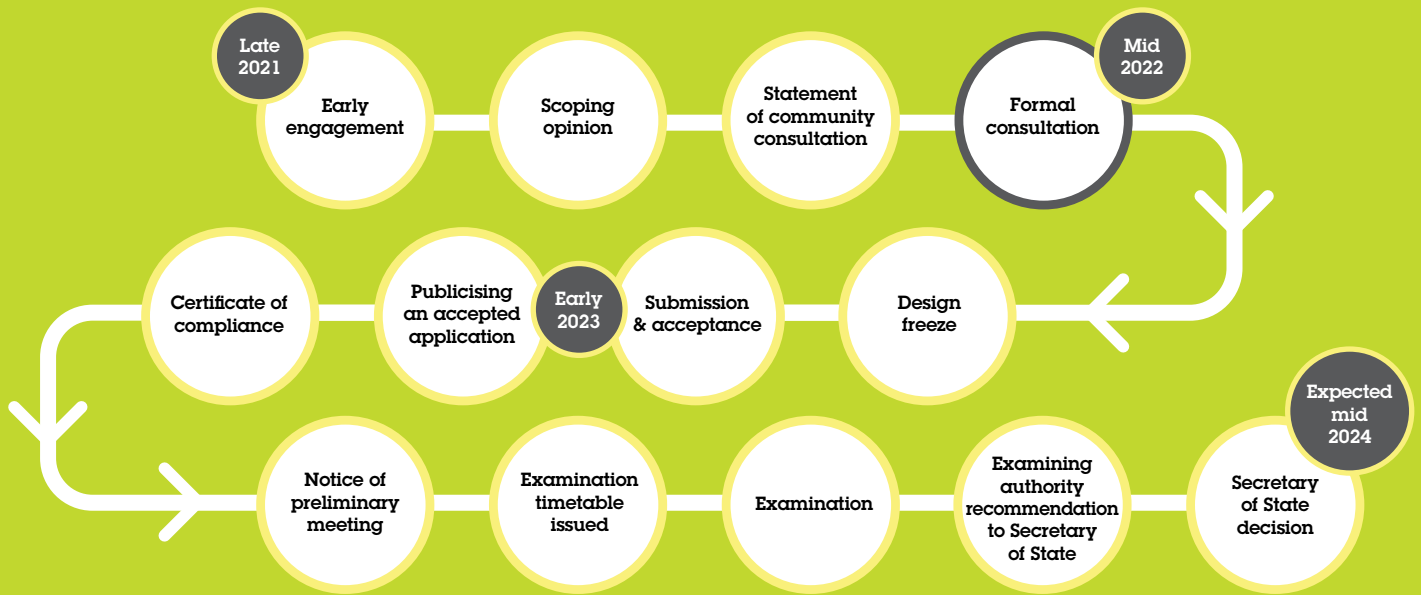 Late
2021
Early
engagement
Scoping
opinion
Statement
of community
consultation
Formal
consultation
Mid
2022
Design
freeze
Submission
& acceptance
Early
2023
Publicising
an accepted
application
Certificate of
compliance
Notice of
preliminary
meeting
Examination
timetable
issued
Examination
Examining
authority
recommendation
to Secretary
of State
Secretary
of State
decision
Expected
mid
2024